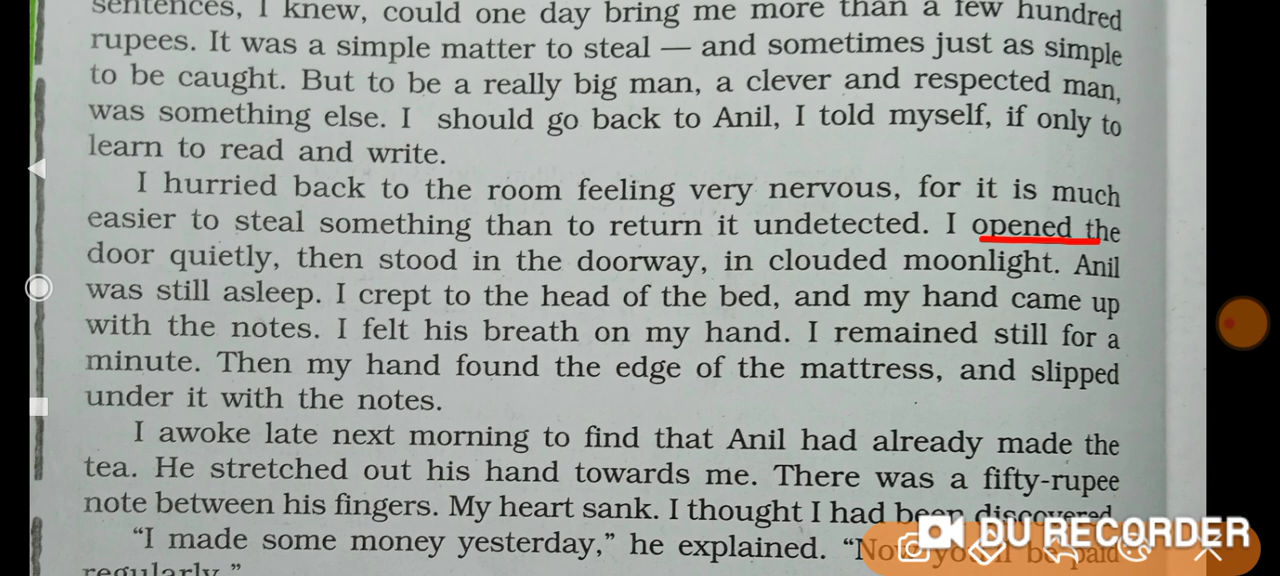 sentences, I knew, could one day bring me more than a few hundred
rupees. It was a simple matter to steal — and sometimes just as simple
to be caught. But to be a really big man, a clever and respected man,
was something else. I should go back to Anil, I told myself, if only to
learn to read and write.
I hurried back to the room feeling very nervous, for it is much
easier to steal something than to return it undetected. I opened the
door quietly, then stood in the doorway, in clouded moonlight. Anil
was still asleep. I crept to the head of the bed, and my hand came up
with the notes. I felt his breath on my hand. I remained still for a
minute. Then my hand found the edge of the mattress, and slipped
under it with the notes.
I awoke late next morning to find that Anil had already made the
tea. He stretched out his hand towards me. There was a fifty-rupee
note between his fingers. My heart sank. I thought I had been discovered.
DU RECORDER
“I made some money yesterday,” he explained. “Now you'll be paid
regularly.”